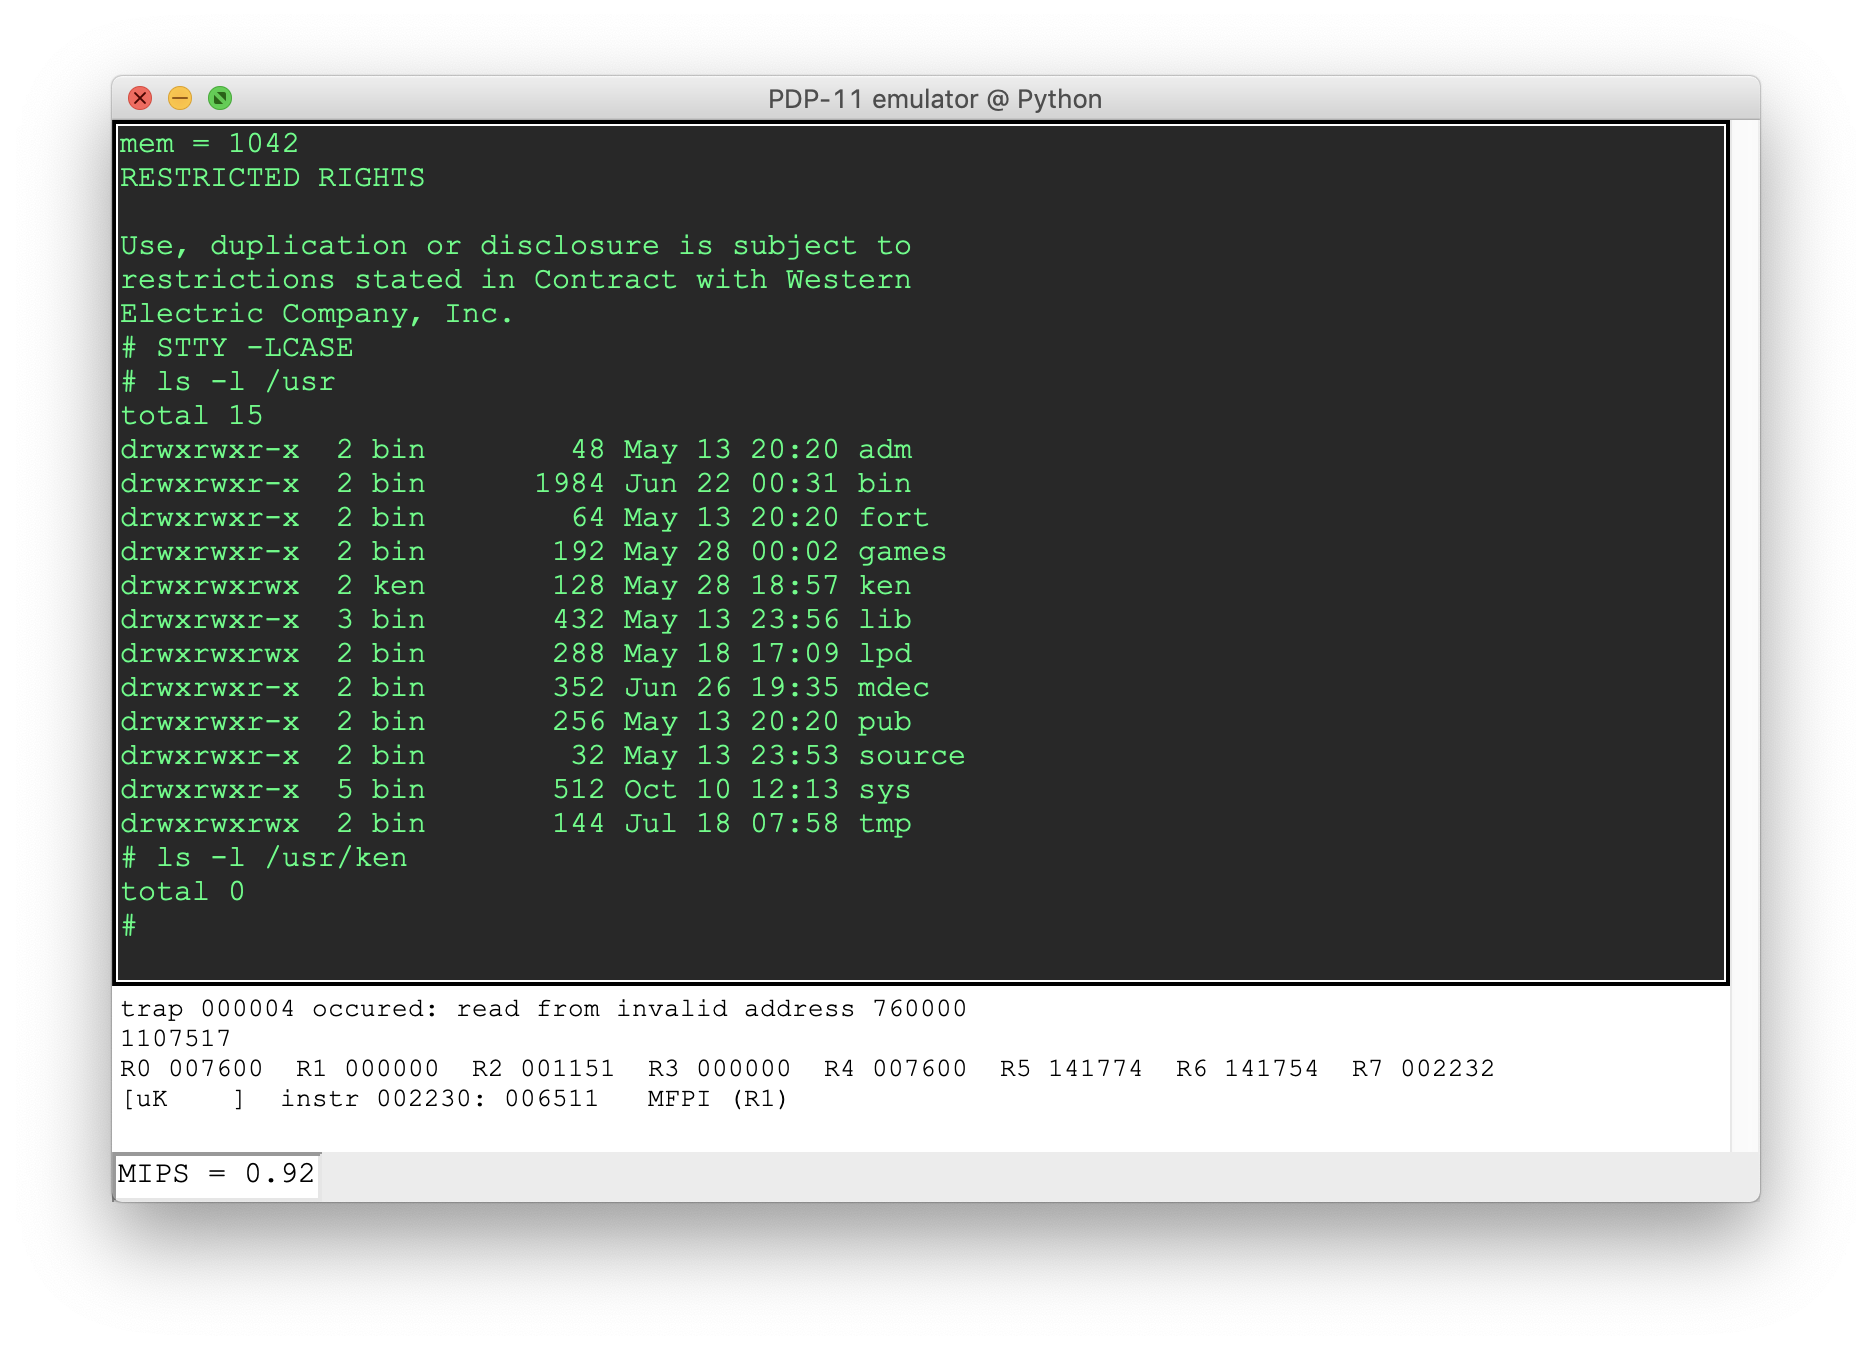 PDP-11 emulator @ Python
mem = 1042
RESTRICTED RIGHTS

Use, duplication or disclosure is subject to
restrictions stated in Contract with Western
Electric Company, Inc.
# STTY -LCASE
# ls -l /usr
total 15
drwxrwxr-x  2 bin        48 May 13 20:20 adm
drwxrwxr-x  2 bin      1984 Jun 22 00:31 bin
drwxrwxr-x  2 bin        64 May 13 20:20 fort
drwxrwxr-x  2 bin       192 May 28 00:02 games
drwxrwxrwx  2 ken       128 May 28 18:57 ken
drwxrwxr-x  3 bin       432 May 13 23:56 lib
drwxrwxrwx  2 bin       288 May 18 17:09 lpd
drwxrwxr-x  2 bin       352 Jun 26 19:35 mdec
drwxrwxr-x  2 bin       256 May 13 20:20 pub
drwxrwxr-x  2 bin        32 May 13 23:53 source
drwxrwxr-x  5 bin       512 Oct 10 12:13 sys
drwxrwxrwx  2 bin       144 Jul 18 07:58 tmp
# ls -l /usr/ken
total 0
#
trap 000004 occured: read from invalid address 760000
1107517
R0 007600  R1 000000  R2 001151  R3 000000  R4 007600  R5 141774  R6 141754  R7 002232
[uK    ]  instr 002230: 006511   MFPI (R1)
MIPS = 0.92